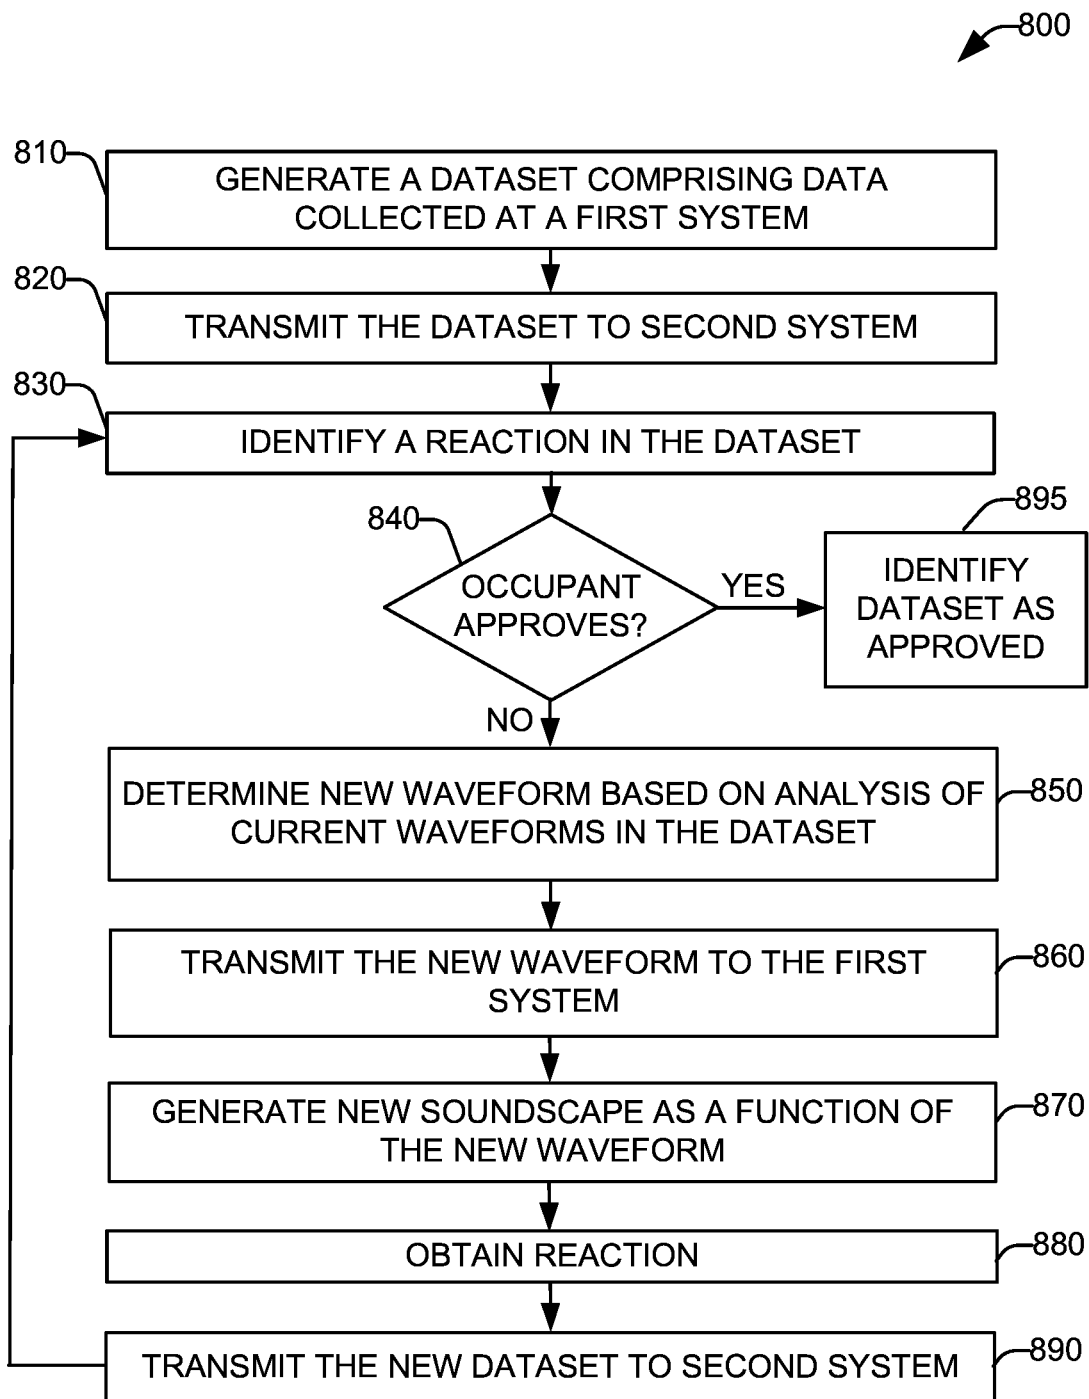 800
810
GENERATE A DATASET COMPRISING DATA
COLLECTED AT A FIRST SYSTEM
820
TRANSMIT THE DATASET TO SECOND SYSTEM
830
IDENTIFY A REACTION IN THE DATASET
840
OCCUPANT
APPROVES?
YES
895
IDENTIFY
DATASET AS
APPROVED
NO
DETERMINE NEW WAVEFORM BASED ON ANALYSIS OF
CURRENT WAVEFORMS IN THE DATASET
850
TRANSMIT THE NEW WAVEFORM TO THE FIRST
SYSTEM
860
GENERATE NEW SOUNDSCAPE AS A FUNCTION OF
THE NEW WAVEFORM
870
OBTAIN REACTION
880
TRANSMIT THE NEW DATASET TO SECOND SYSTEM
890